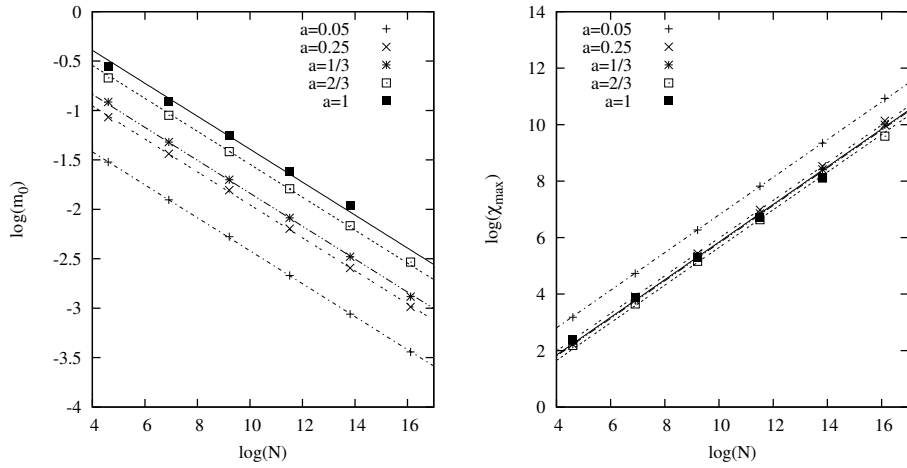 0
-0.5
-1
-1.5
-2
-2.5
-3
-3.5
-4
4 6 8 10 12 14 16
log(m0)
log(N)
a=0.05
a=0.25
a=1/3
a=2/3
a=1
14
12
10
8
6
4
2
0
4 6 8 10 12 14 16
log(χmax)
log(N)
a=0.05
a=0.25
a=1/3
a=2/3
a=1